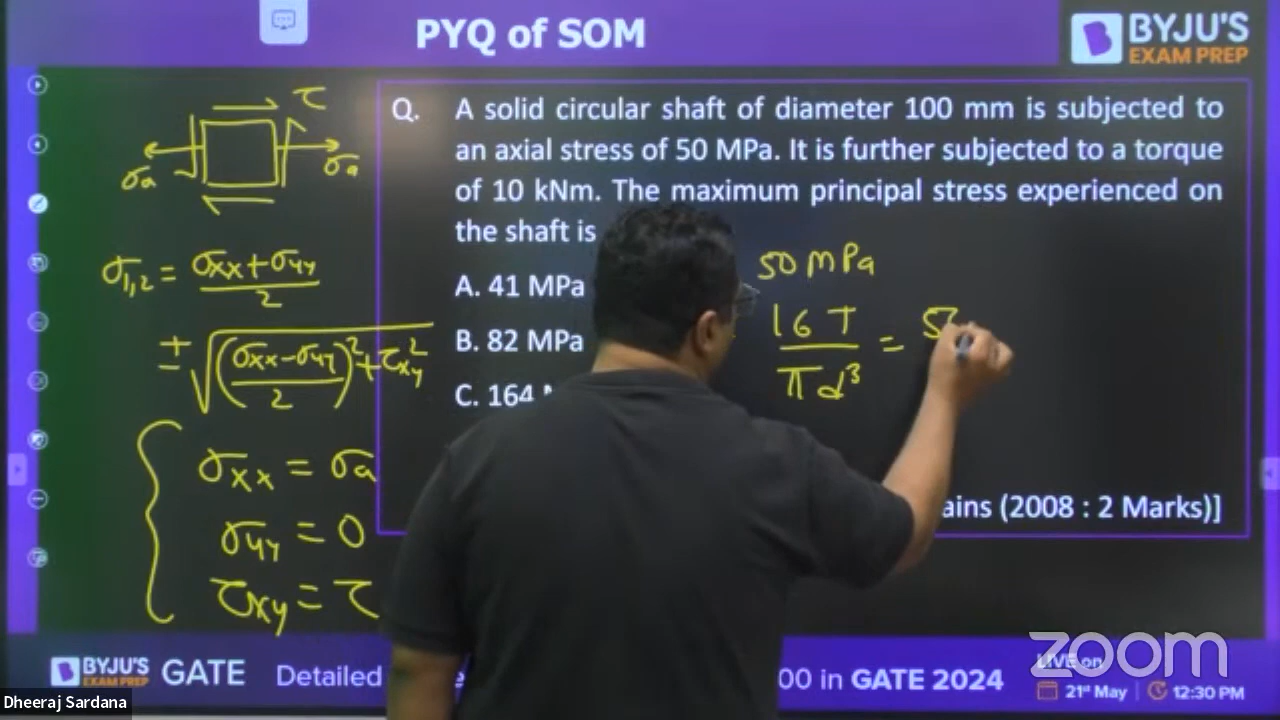 PYQ of SOM
BYJU'S
EXAM PREP
Q. A solid circular shaft of diameter 100 mm is subjected to
an axial stress of 50 MPa. It is further subjected to a torque
of 10 kNm. The maximum principal stress experienced on
the shaft is
A. 41 MPa
B. 82 MPa
C. 164
ains (2008 : 2 Marks)]
τ
σa σa
σ1,2 = σxx + σyy / 2
± √((σxx - σyy / 2)² + τxy²)
σxx = σa
σyy = 0
τxy = τ
50 MPa
16 T / πd³ = 5
BYJU'S
EXAM PREP
GATE
Detailed
00 in GATE 2024
zoom
LIVE on
21st May
12:30 PM
Dheeraj Sardana